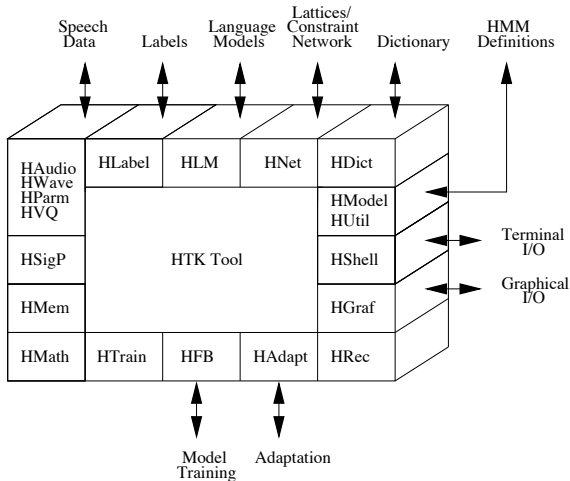 Speech
Data
Labels
Language
Models
Lattices/
Constraint
Network
Dictionary
HMM
Definitions
HAudio
HWave
HParm
HVQ
HLabel
HLM
HNet
HDict
HModel
HUtil
HSigP
HTK Tool
HShell
Terminal
I/O
HMem
HGraf
Graphical
I/O
HMath
HTrain
HFB
HAdapt
HRec
Model
Training
Adaptation